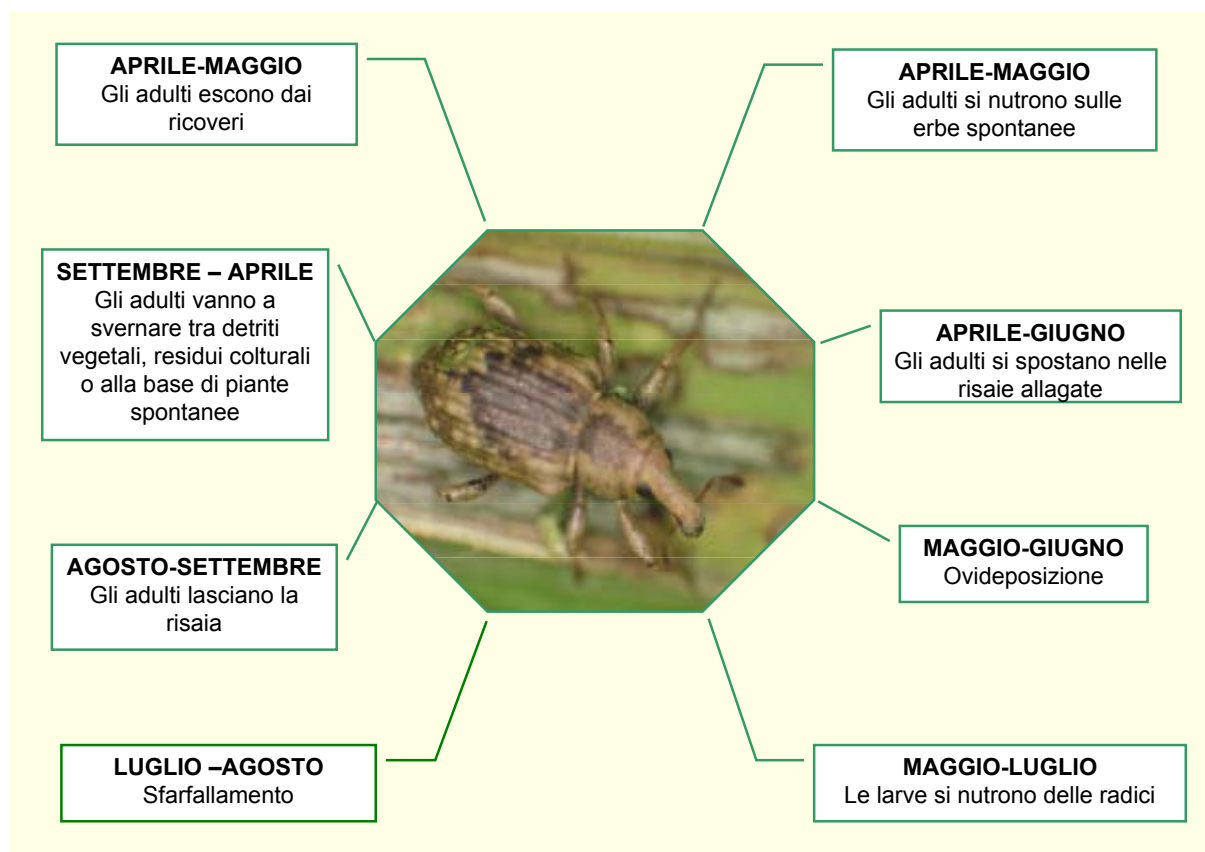 APRILE-MAGGIO
Gli adulti escono dai
ricoveri
APRILE-MAGGIO
Gli adulti si nutrono sulle
erbe spontanee
SETTEMBRE – APRILE
Gli adulti vanno a
svernare tra detriti
vegetali, residui colturali
o alla base di piante
spontanee
APRILE-GIUGNO
Gli adulti si spostano nelle
risaie allagate
AGOSTO-SETTEMBRE
Gli adulti lasciano la
risaia
MAGGIO-GIUGNO
Ovideposizione
LUGLIO –AGOSTO
Sfarfallamento
MAGGIO-LUGLIO
Le larve si nutrono delle radici